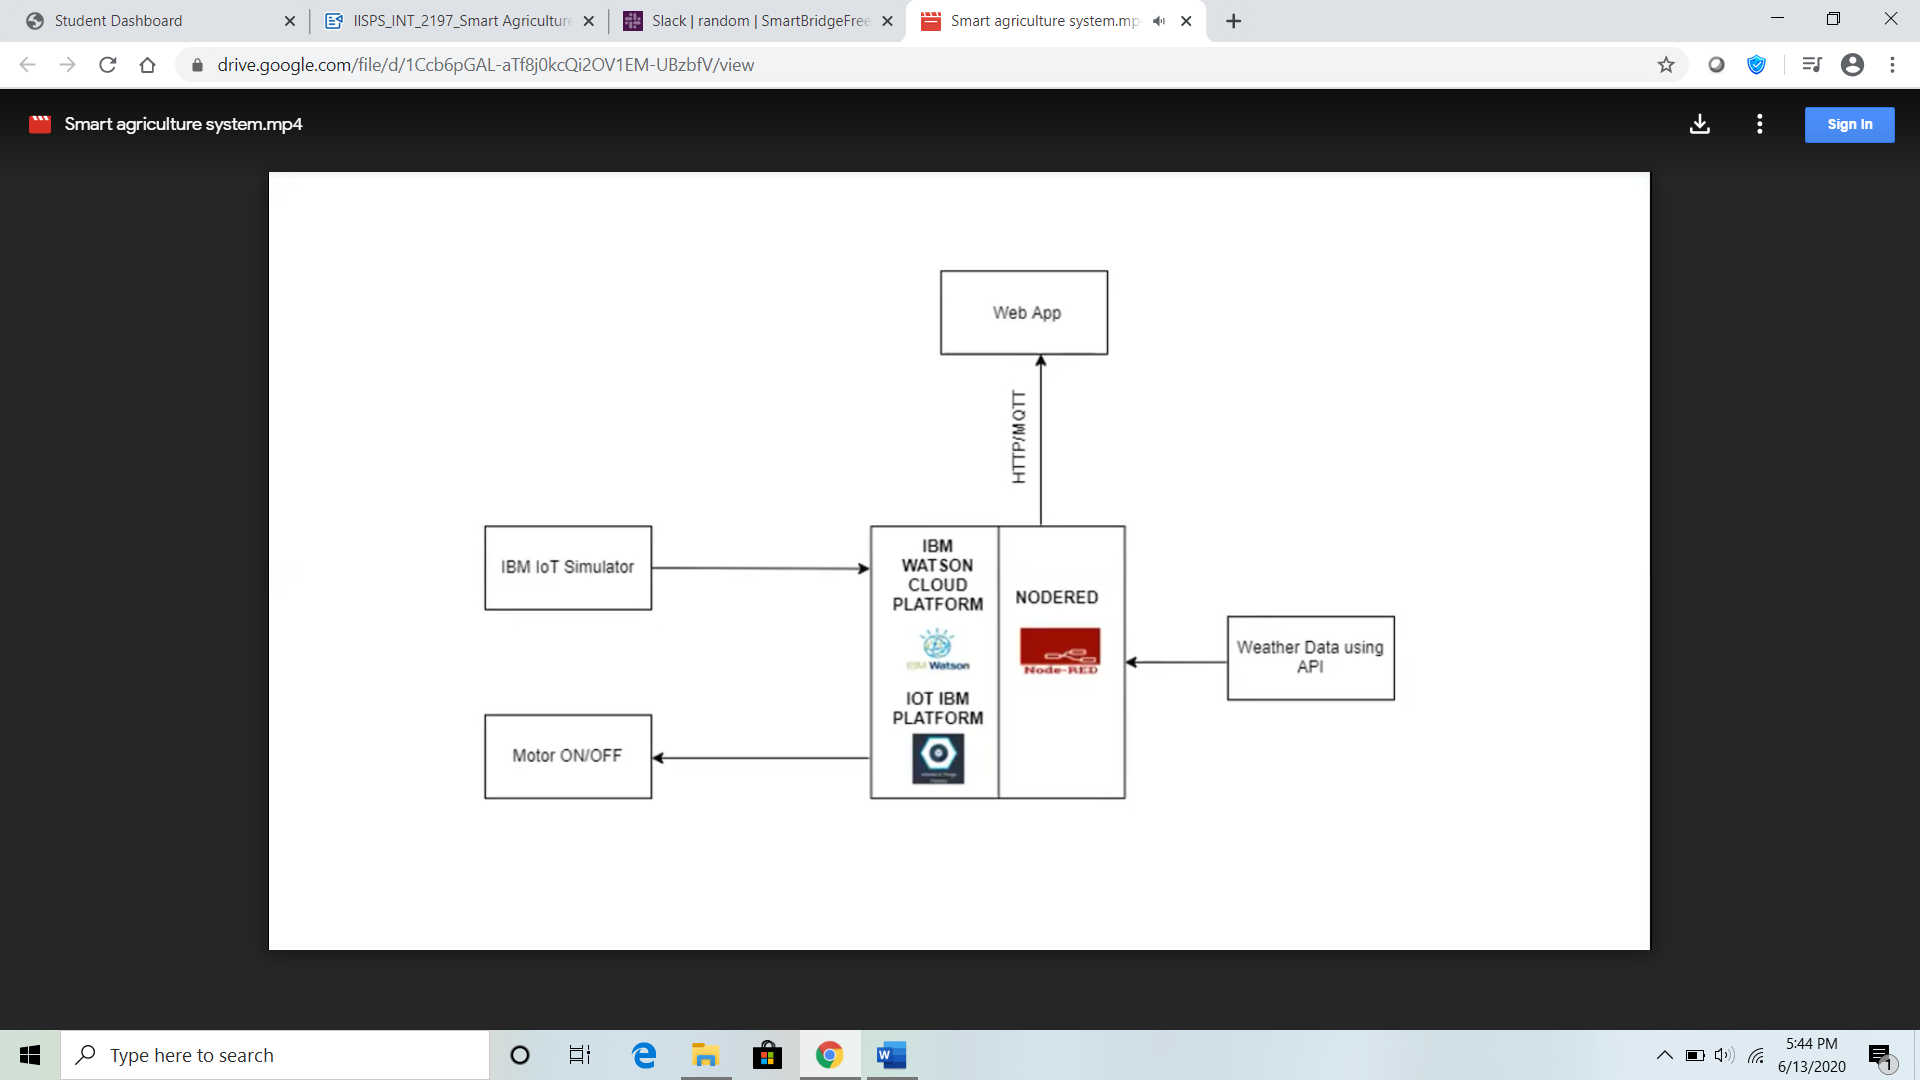 Student Dashboard
IISPS_INT_2197_Smart Agriculture
Slack | random | SmartBridgeFree
Smart agriculture system.mp
drive.google.com/file/d/1Ccb6pGAL-aTf8j0kcQi2OV1EM-UBzbfV/view
Smart agriculture system.mp4
Sign In
Web App
HTTP/MQTT
IBM IoT Simulator
IBM
WATSON
CLOUD
PLATFORM
IBM Watson
IOT IBM
PLATFORM
NODERED
Node-RED
Weather Data using
API
Motor ON/OFF
Type here to search
5:44 PM
6/13/2020
1